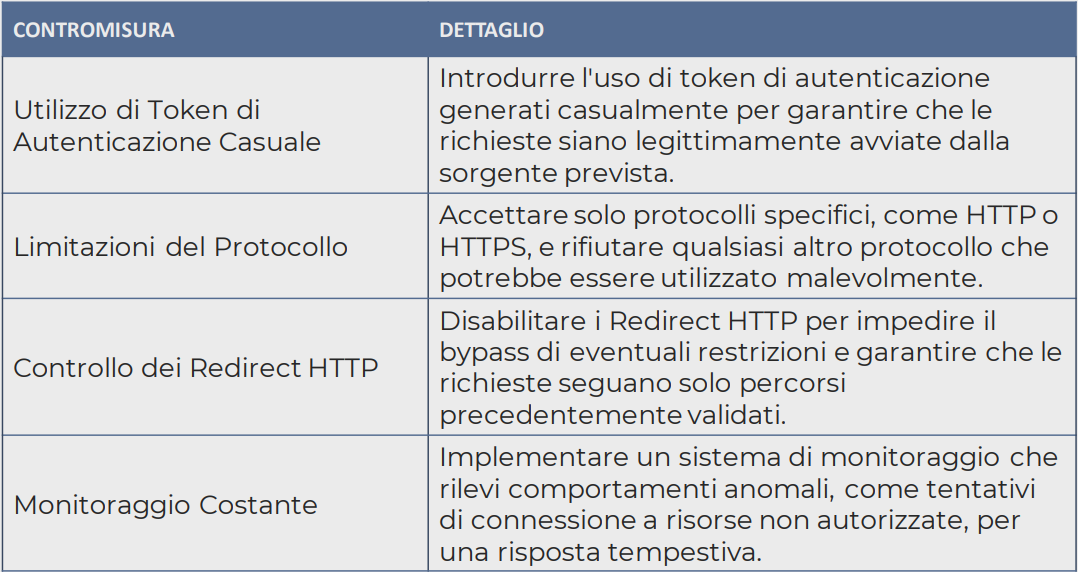 CONTROMISURA
DETTAGLIO
Utilizzo di Token di
Autenticazione Casuale
Introdurre l'uso di token di autenticazione
generati casualmente per garantire che le
richieste siano legittimamente avviate dalla
sorgente prevista.
Limitazioni del Protocollo
Accettare solo protocolli specifici, come HTTP o
HTTPS, e rifiutare qualsiasi altro protocollo che
potrebbe essere utilizzato malevolmente.
Controllo dei Redirect HTTP
Disabilitare i Redirect HTTP per impedire il
bypass di eventuali restrizioni e garantire che le
richieste seguano solo percorsi
precedentemente validati.
Monitoraggio Costante
Implementare un sistema di monitoraggio che
rilevi comportamenti anomali, come tentativi
di connessione a risorse non autorizzate, per
una risposta tempestiva.